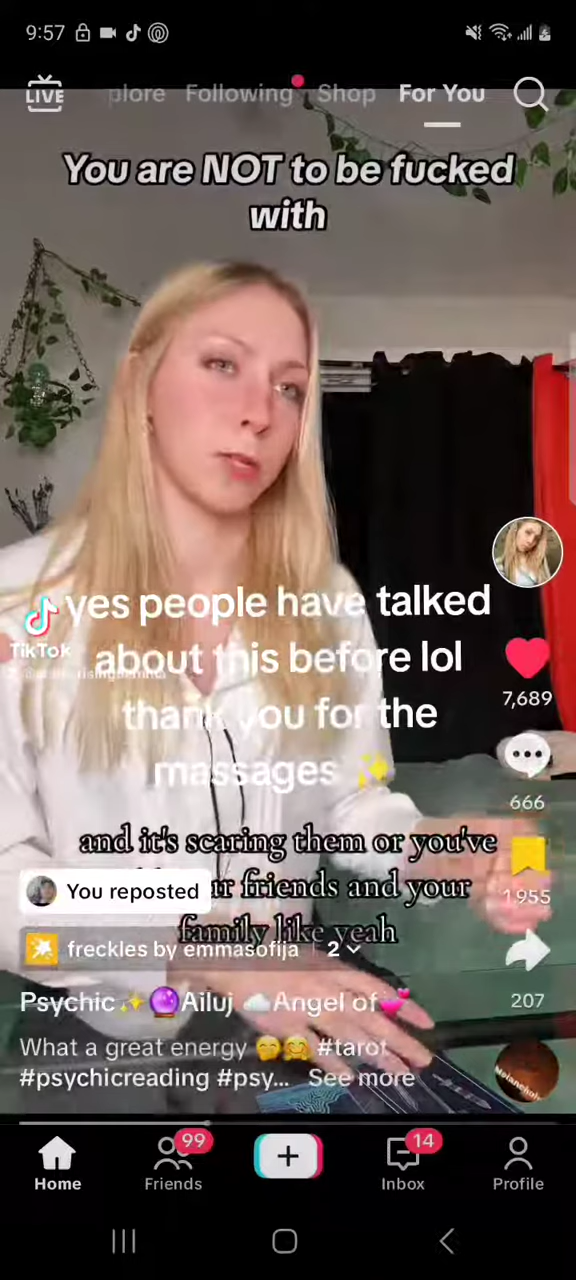 9:57
LIVE
plore Following Shop For You
You are NOT to be fucked
with
yes people have talked
about this before lol
thank you for the
massages ✨
TikTok
7,689
666
and it's scaring them or you've
friends and your
family like yeah
1,955
You reposted
freckles by emmasofija 2
207
Psychic✨🔮Ailuj ☁️Angel of💞
What a great energy 🤭🤗 #tarot
#psychicreading #psy... See more
Melancholy
99
14
Home
Friends
Inbox
Profile